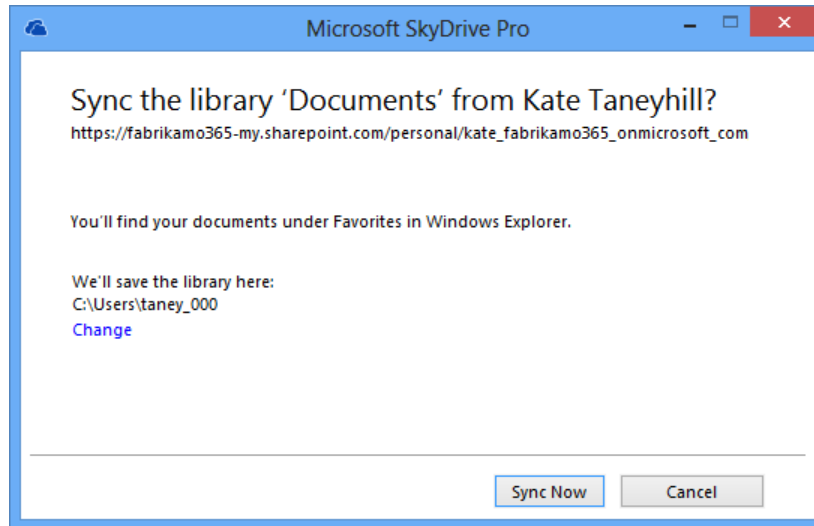 Microsoft SkyDrive Pro
Sync the library ‘Documents’ from Kate Taneyhill?
https://fabrikamo365-my.sharepoint.com/personal/kate_fabrikamo365_onmicrosoft_com
You'll find your documents under Favorites in Windows Explorer.
We'll save the library here:
C:\Users\taney_000
Change
Sync Now
Cancel